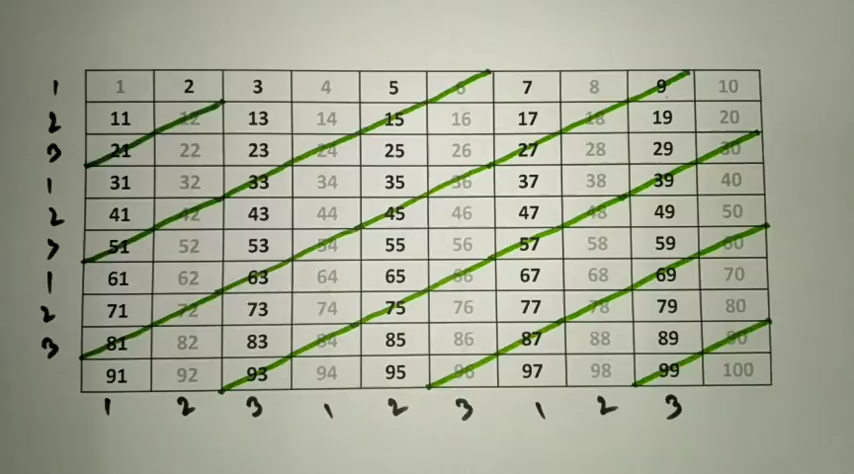 1 1 2 3 4 5 6 7 8 9 10
2 11 12 13 14 15 16 17 18 19 20
3 21 22 23 24 25 26 27 28 29 30
1 31 32 33 34 35 36 37 38 39 40
2 41 42 43 44 45 46 47 48 49 50
3 51 52 53 54 55 56 57 58 59 60
1 61 62 63 64 65 66 67 68 69 70
2 71 72 73 74 75 76 77 78 79 80
3 81 82 83 84 85 86 87 88 89 90
91 92 93 94 95 96 97 98 99 100
1 2 3 1 2 3 1 2 3